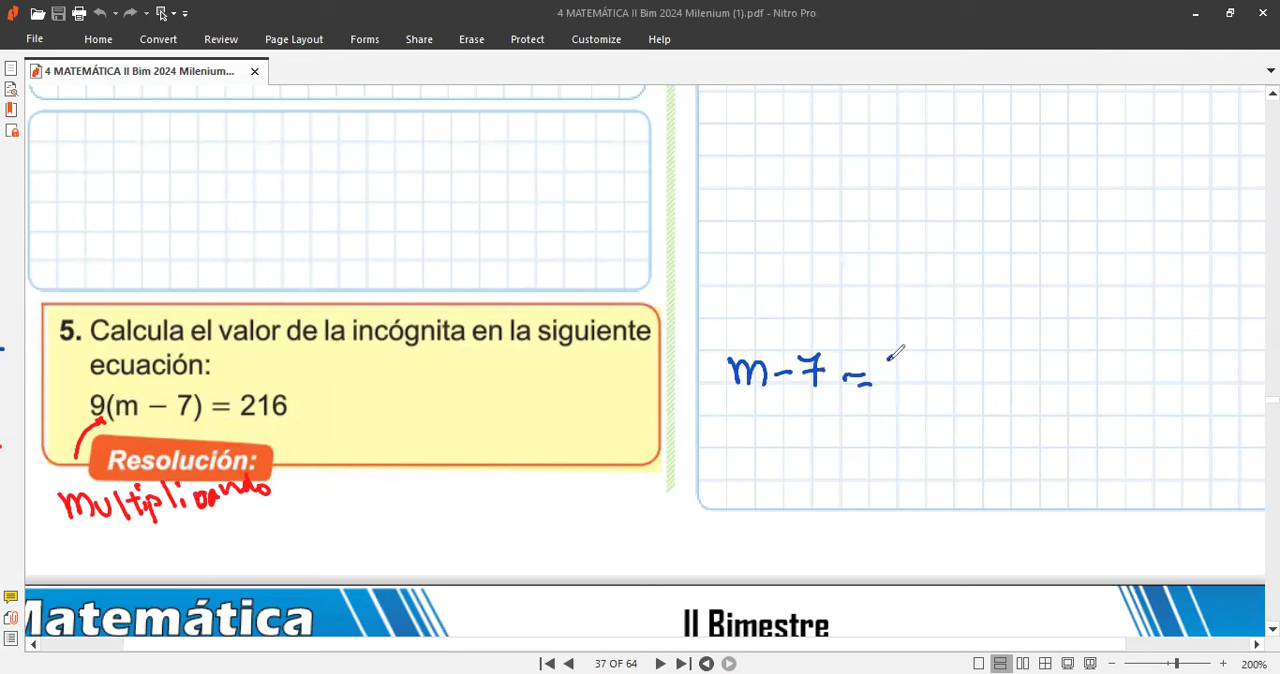 4 MATEMÁTICA II Bim 2024 Milenium (1).pdf - Nitro Pro
File Home Convert Review Page Layout Forms Share Erase Protect Customize Help
4 MATEMÁTICA II Bim 2024 Milenium...
5. Calcula el valor de la incógnita en la siguiente
ecuación:
9(m − 7) = 216
Resolución:
Multiplicando
m - 7 =
Matemática
II Bimestre
37 OF 64
200%